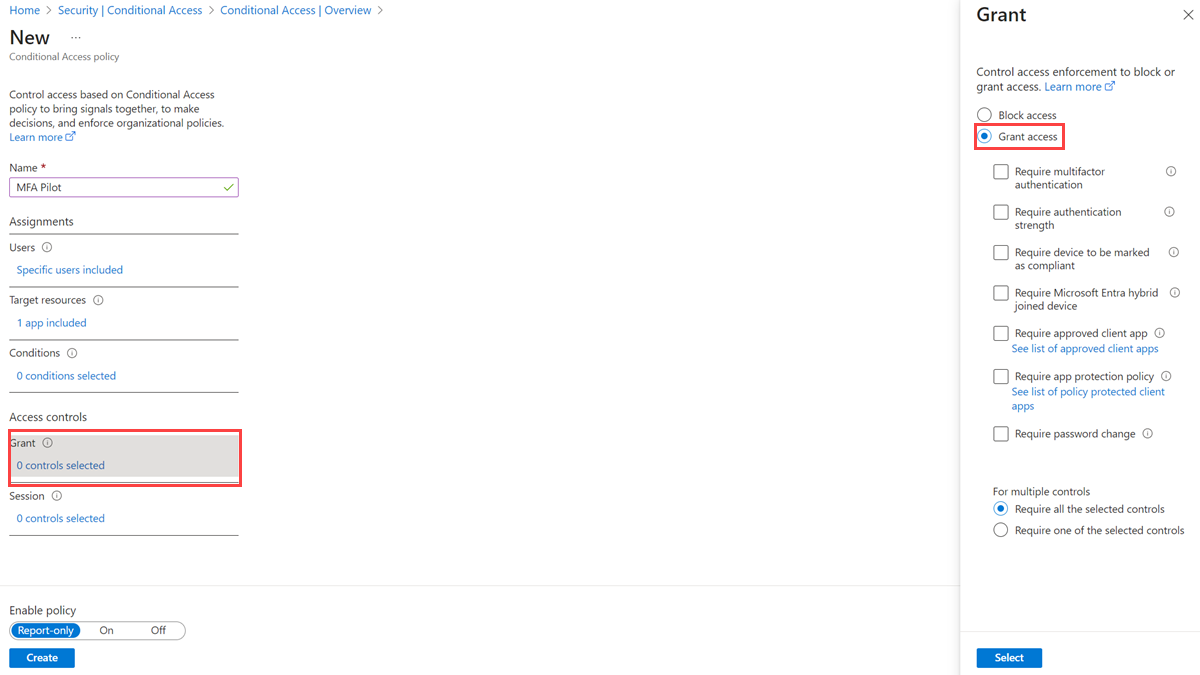 Home > Security | Conditional Access > Conditional Access | Overview >
New ...
Conditional Access policy
Control access based on Conditional Access
policy to bring signals together, to make
decisions, and enforce organizational policies.
Learn more
Name *
MFA Pilot
Assignments
Users
Specific users included
Target resources
1 app included
Conditions
0 conditions selected
Access controls
Grant
0 controls selected
Session
0 controls selected
Enable policy
Report-only On Off
Create
Grant
Control access enforcement to block or
grant access. Learn more
Block access
Grant access
Require multifactor
authentication
Require authentication
strength
Require device to be marked
as compliant
Require Microsoft Entra hybrid
joined device
Require approved client app
See list of approved client apps
Require app protection policy
See list of policy protected client
apps
Require password change
For multiple controls
Require all the selected controls
Require one of the selected controls
Select